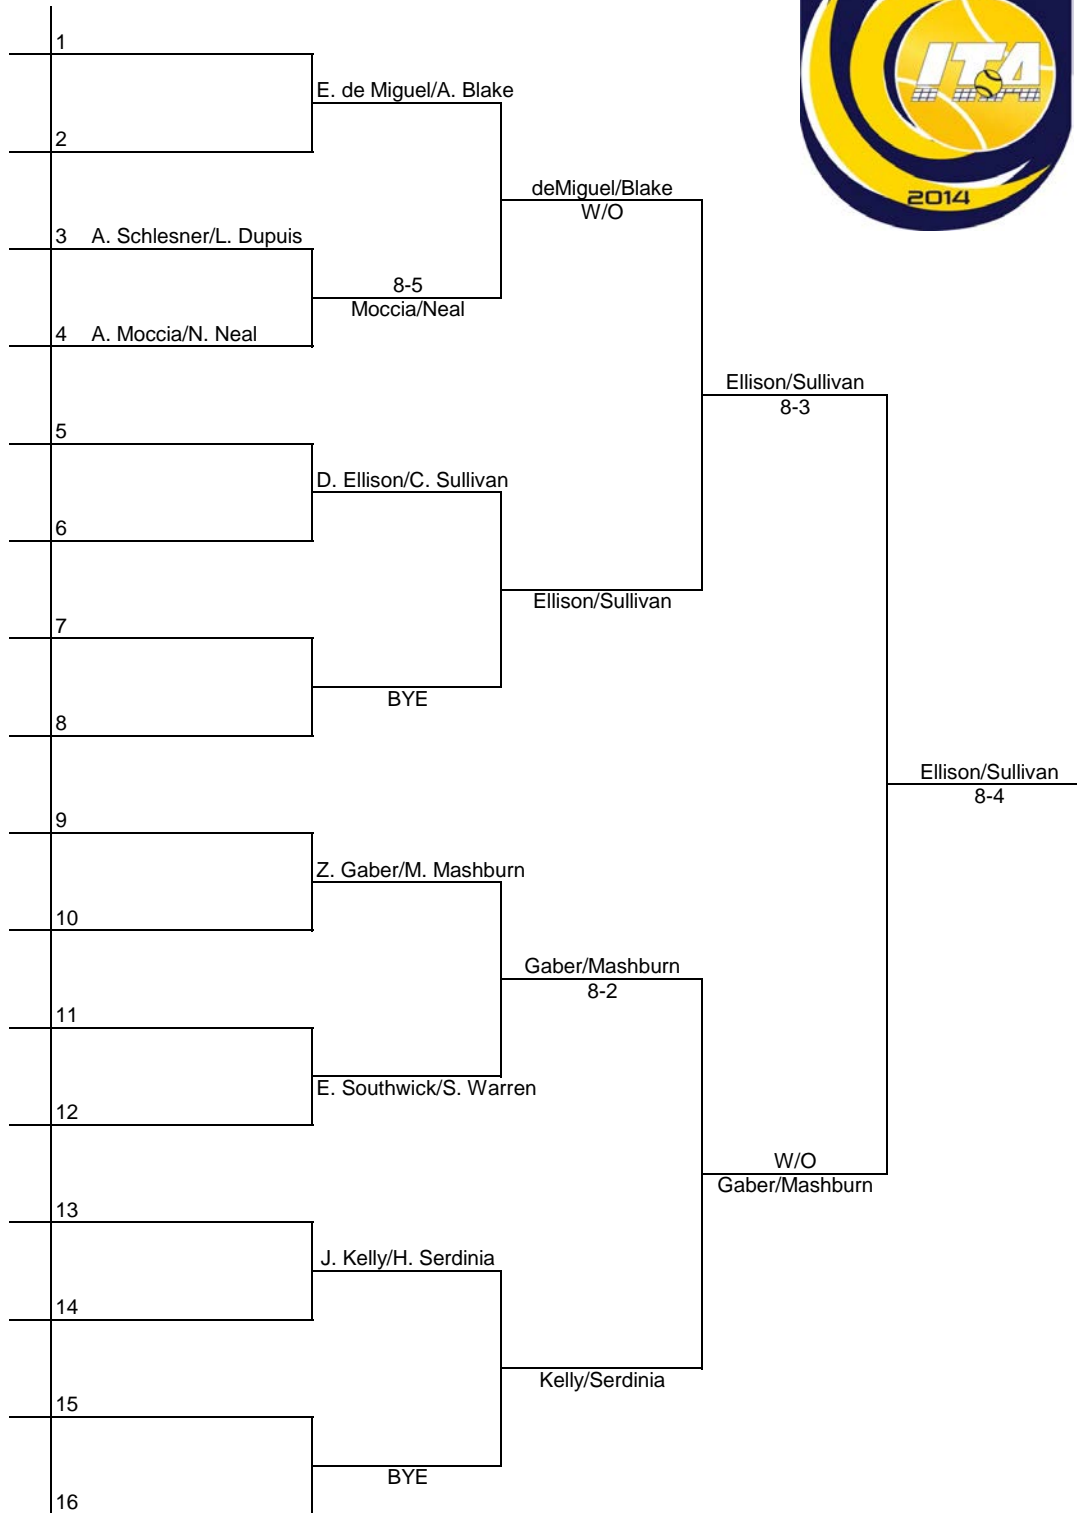 ITA
2014
1
E. de Miguel/A. Blake
2
deMiguel/Blake
W/O
3 A. Schlesner/L. Dupuis
8-5
Moccia/Neal
4 A. Moccia/N. Neal
Ellison/Sullivan
8-3
5
D. Ellison/C. Sullivan
6
Ellison/Sullivan
7
BYE
8
Ellison/Sullivan
8-4
9
Z. Gaber/M. Mashburn
10
Gaber/Mashburn
8-2
11
E. Southwick/S. Warren
12
W/O
Gaber/Mashburn
13
J. Kelly/H. Serdinia
14
Kelly/Serdinia
15
BYE
16